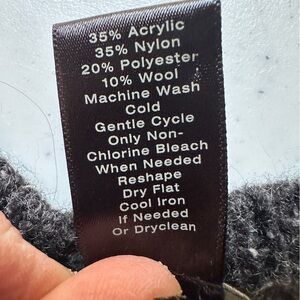 35% Acrylic
35% Nylon
20% Polyester
10% Wool
Machine Wash
Cold
Gentle Cycle
Only Non-
Chlorine Bleach
When Needed
Reshape
Dry Flat
Cool Iron
If Needed
Or Dryclean